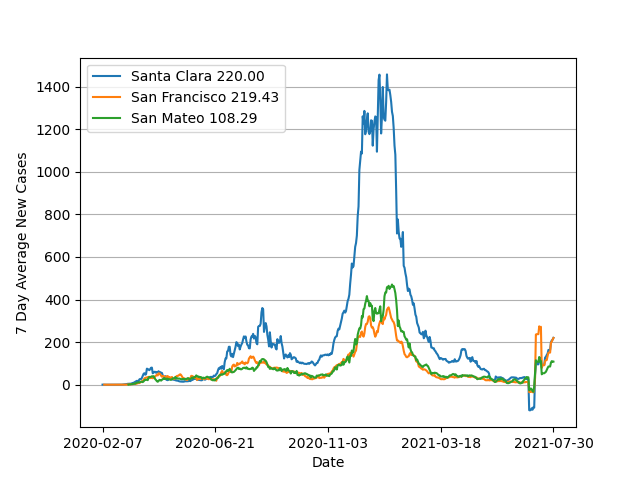 Santa Clara 220.00
San Francisco 219.43
San Mateo 108.29
7 Day Average New Cases
1400
1200
1000
800
600
400
200
0
2020-02-07 2020-06-21 2020-11-03 2021-03-18 2021-07-30
Date